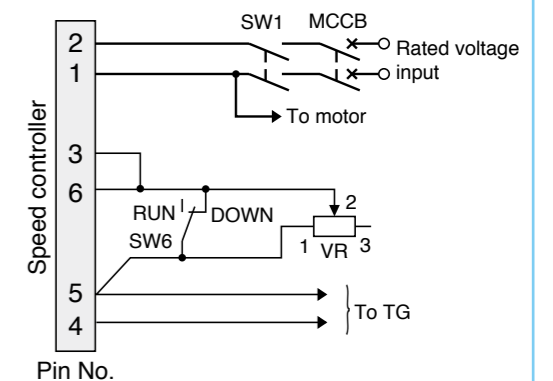 SW1 MCCB
2
Rated voltage
1
input
To motor
Speed controller
3
6
2
RUN DOWN
SW6
1 VR 3
5
To TG
4
Pin No.